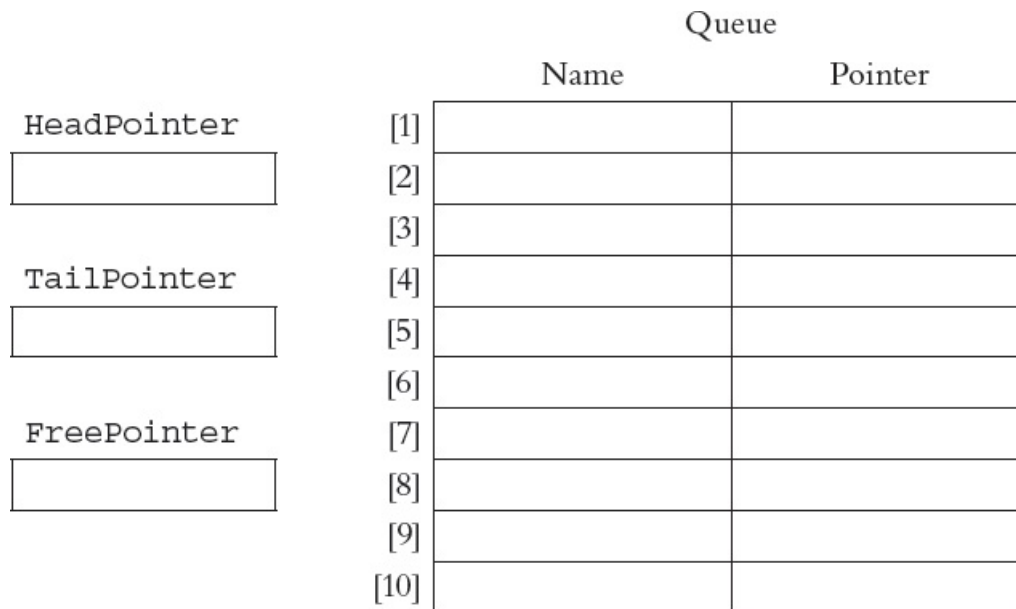 Queue
Name Pointer
HeadPointer
[1]
[2]
[3]
TailPointer
[4]
[5]
[6]
FreePointer
[7]
[8]
[9]
[10]